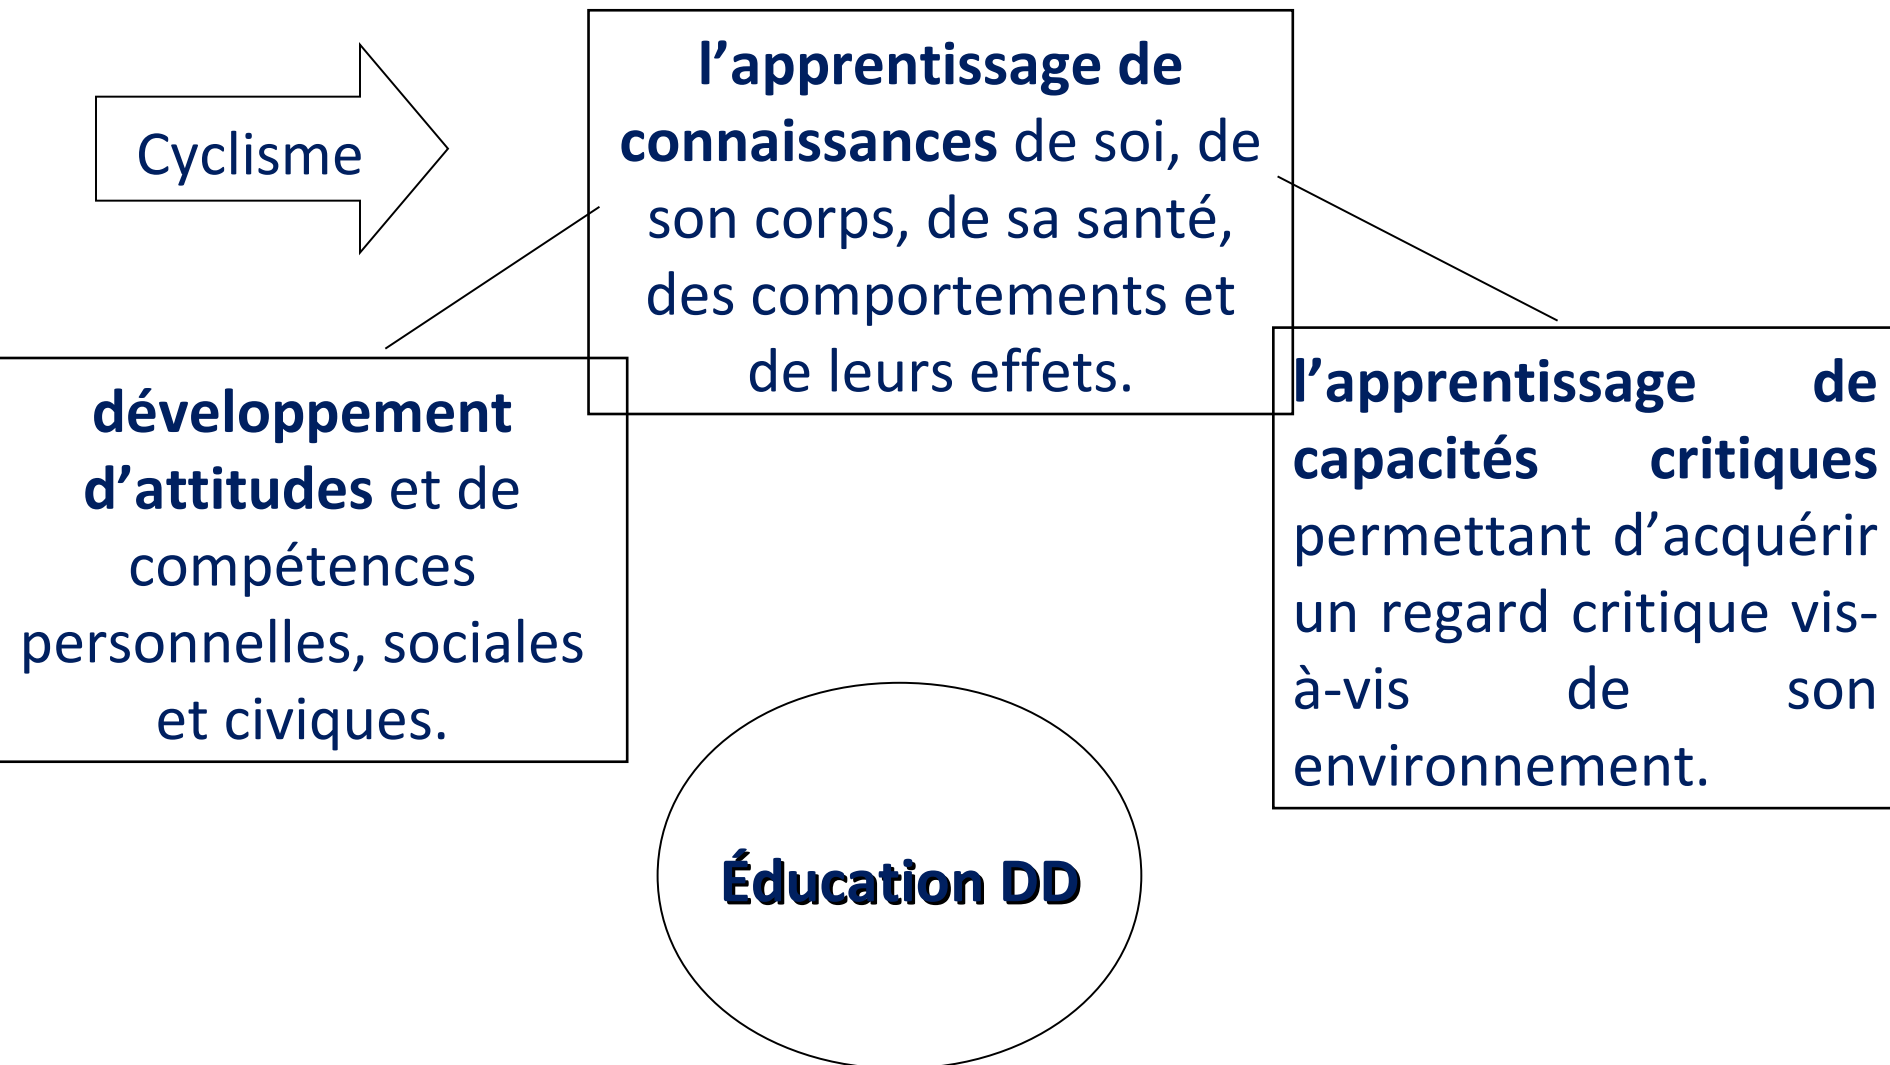 Cyclisme
l’apprentissage de
connaissances de soi, de
son corps, de sa santé,
des comportements et
de leurs effets.
développement
d’attitudes et de
compétences
personnelles, sociales
et civiques.
l’apprentissage de
capacités critiques
permettant d’acquérir
un regard critique vis-
à-vis de son
environnement.
Éducation DD